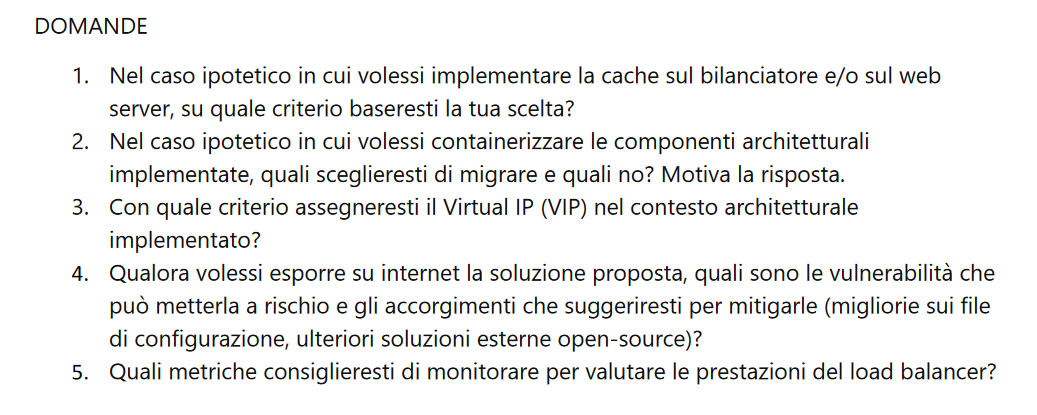 DOMANDE
1. Nel caso ipotetico in cui volessi implementare la cache sul bilanciatore e/o sul web
server, su quale criterio baseresti la tua scelta?
2. Nel caso ipotetico in cui volessi containerizzare le componenti architetturali
implementate, quali sceglieresti di migrare e quali no? Motiva la risposta.
3. Con quale criterio assegneresti il Virtual IP (VIP) nel contesto architetturale
implementato?
4. Qualora volessi esporre su internet la soluzione proposta, quali sono le vulnerabilità che
può metterla a rischio e gli accorgimenti che suggeriresti per mitigarle (migliorie sui file
di configurazione, ulteriori soluzioni esterne open-source)?
5. Quali metriche consiglieresti di monitorare per valutare le prestazioni del load balancer?